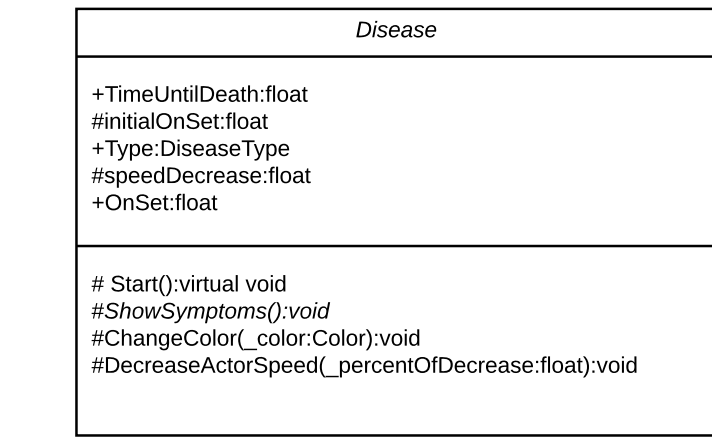 Disease
+TimeUntilDeath:float
#initialOnSet:float
+Type:DiseaseType
#speedDecrease:float
+OnSet:float
# Start():virtual void
#ShowSymptoms():void
#ChangeColor(_color:Color):void
#DecreaseActorSpeed(_percentOfDecrease:float):void